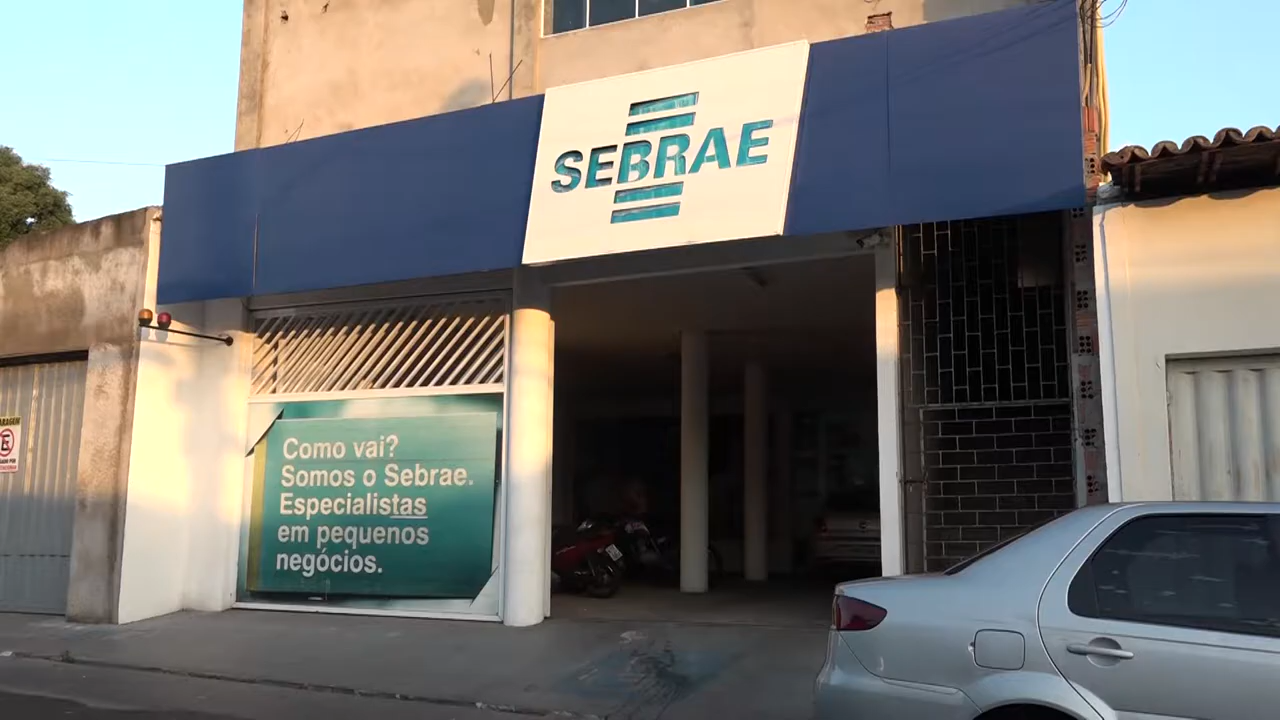 SEBRAE
Como vai?
Somos o Sebrae.
Especialistas
em pequenos
negócios.
E